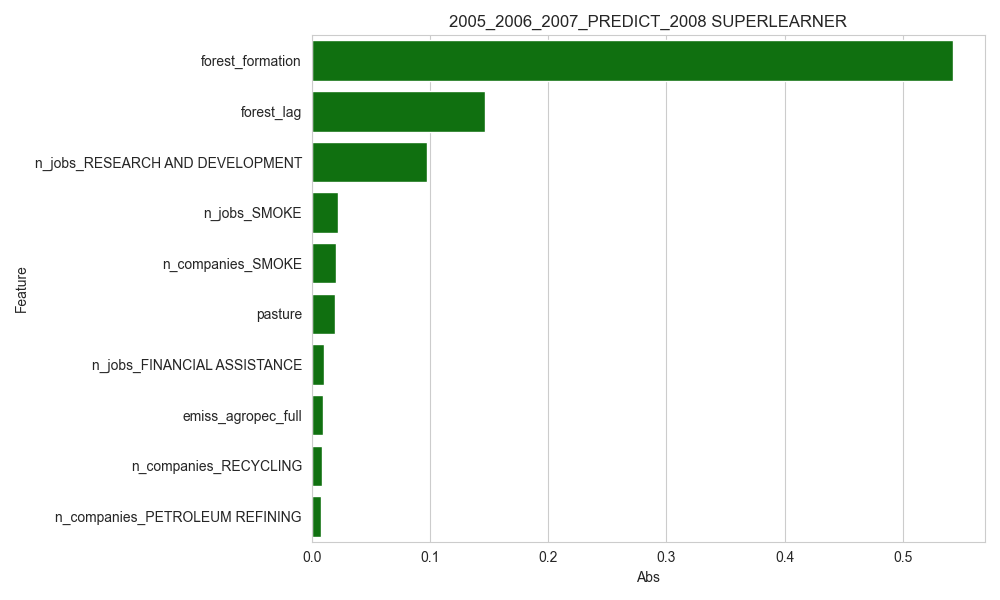 2005_2006_2007_PREDICT_2008 SUPERLEARNER
forest_formation
forest_lag
n_jobs_RESEARCH AND DEVELOPMENT
n_jobs_SMOKE
n_companies_SMOKE
pasture
n_jobs_FINANCIAL ASSISTANCE
emiss_agropec_full
n_companies_RECYCLING
n_companies_PETROLEUM REFINING
Feature
0.0 0.1 0.2 0.3 0.4 0.5
Abs